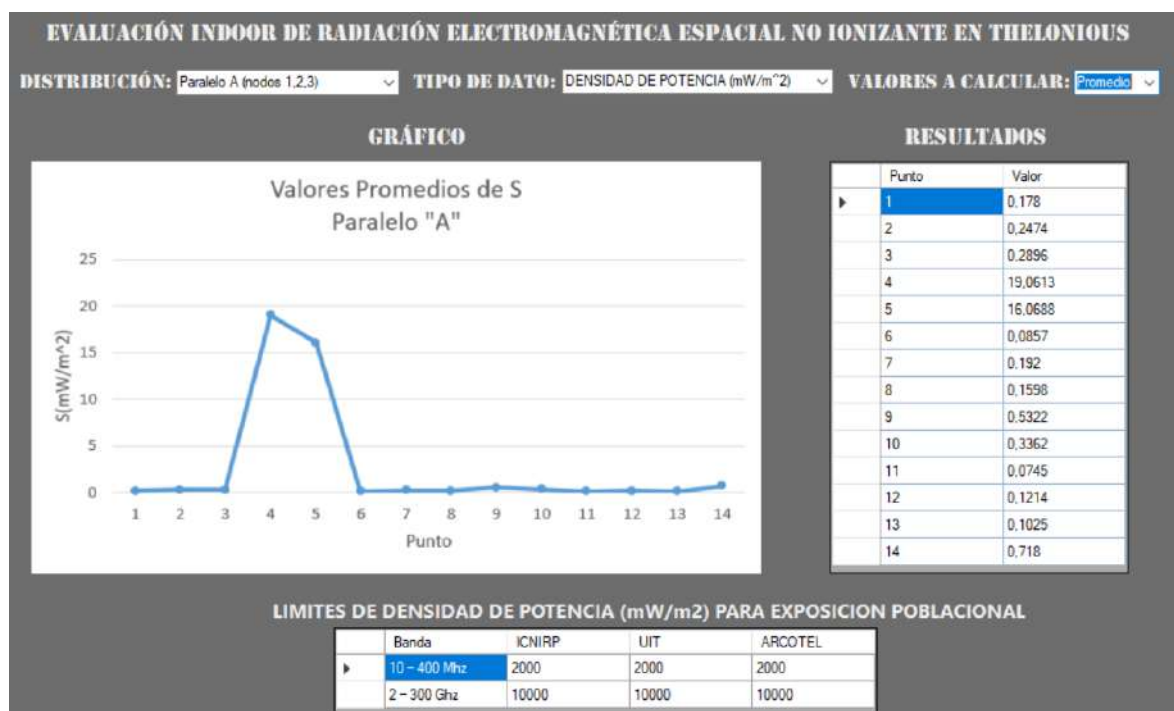 EVALUACIÓN INDOOR DE RADIACIÓN ELECTROMAGNÉTICA ESPACIAL NO IONIZANTE EN THELONIOUS
DISTRIBUCIÓN: Paralelo A (nodos 1,2,3) TIPO DE DATO: DENSIDAD DE POTENCIA (mW/m^2) VALORES A CALCULAR: Promedio
GRÁFICO
Valores Promedios de S
Paralelo "A"
25
20
15
10
5
0
S(mW/m^2)
1 2 3 4 5 6 7 8 9 10 11 12 13 14
Punto
RESULTADOS
Punto Valor
1 0,178
2 0,2474
3 0,2896
4 19,0613
5 16,0688
6 0,0857
7 0,192
8 0,1598
9 0,5322
10 0,3362
11 0,0745
12 0,1214
13 0,1025
14 0,718
LIMITES DE DENSIDAD DE POTENCIA (mW/m2) PARA EXPOSICION POBLACIONAL
Banda ICNIRP UIT ARCOTEL
10 – 400 Mhz 2000 2000 2000
2 – 300 Ghz 10000 10000 10000